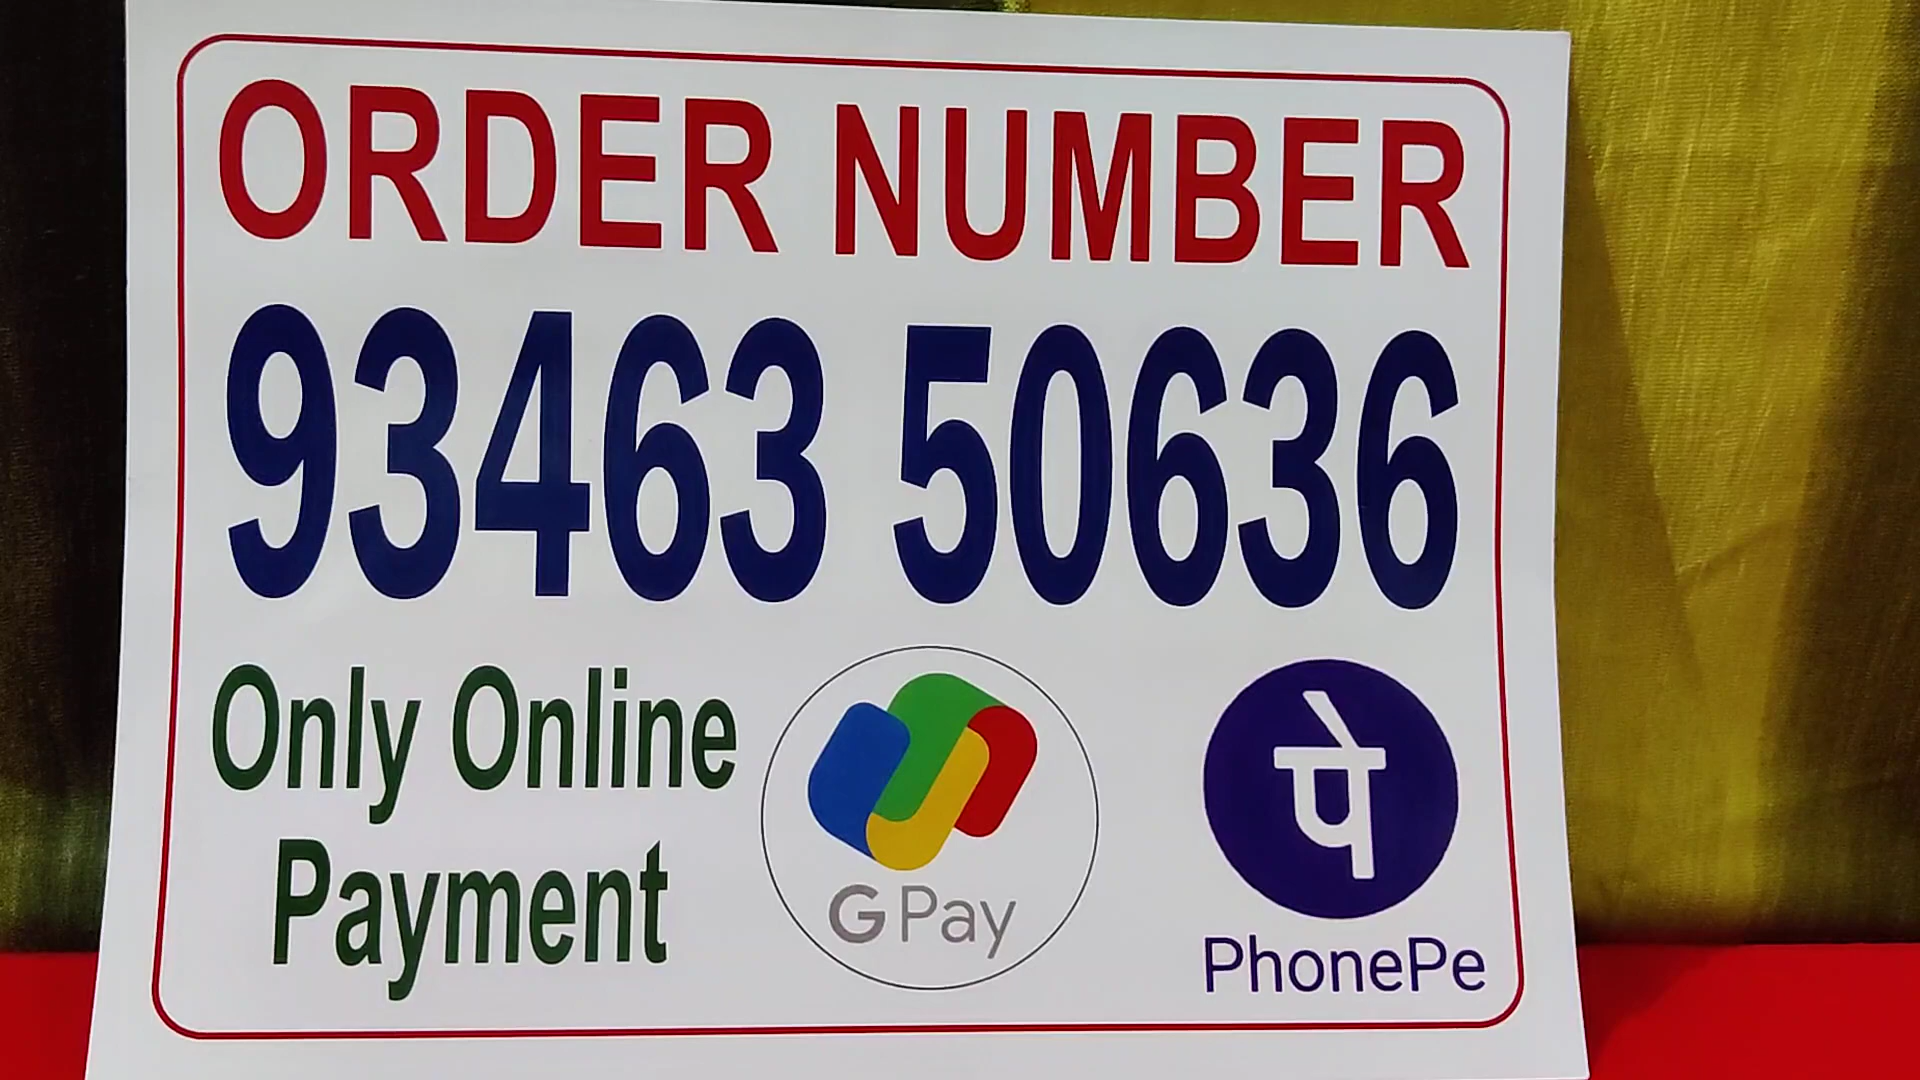 ORDER NUMBER
93463 50636
Only Online
Payment
G Pay
पे
PhonePe